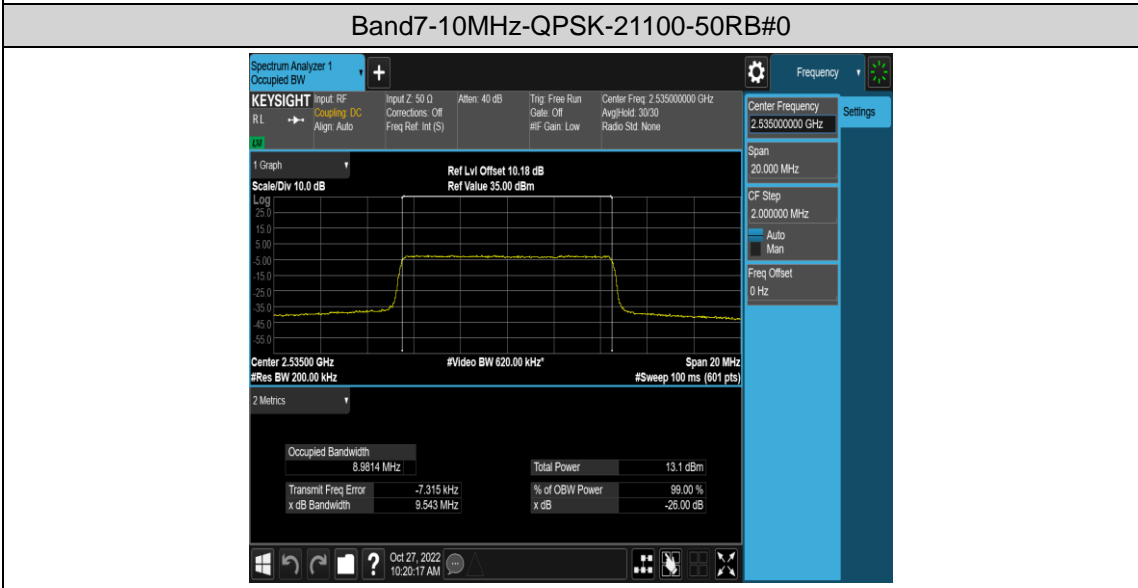 Band7-10MHz-QPSK-21100-50RB#0
Spectrum Analyzer 1
Occupied BW
+
Frequency
KEYSIGHT
RL
LXI
Input: RF
Coupling: DC
Align: Auto
Input Z: 50 Ω
Corrections: Off
Freq Ref: Int (S)
Atten: 40 dB
Trig: Free Run
Gate: Off
#IF Gain: Low
Center Freq: 2.535000000 GHz
Avg|Hold: 30/30
Radio Std: None
Center Frequency
2.535000000 GHz
Settings
Span
20.000 MHz
CF Step
2.000000 MHz
Auto
Man
Freq Offset
0 Hz
1 Graph
Scale/Div 10.0 dB
Ref Lvl Offset 10.18 dB
Ref Value 35.00 dBm
Log
25.0
15.0
5.00
-5.00
-15.0
-25.0
-35.0
-45.0
-55.0
Center 2.53500 GHz
#Video BW 620.00 kHz*
Span 20 MHz
#Res BW 200.00 kHz
#Sweep 100 ms (601 pts)
2 Metrics
Occupied Bandwidth
8.9814 MHz
Total Power 13.1 dBm
Transmit Freq Error -7.315 kHz
% of OBW Power 99.00 %
x dB Bandwidth 9.543 MHz
x dB -26.00 dB
?
Oct 27, 2022
10:20:17 AM